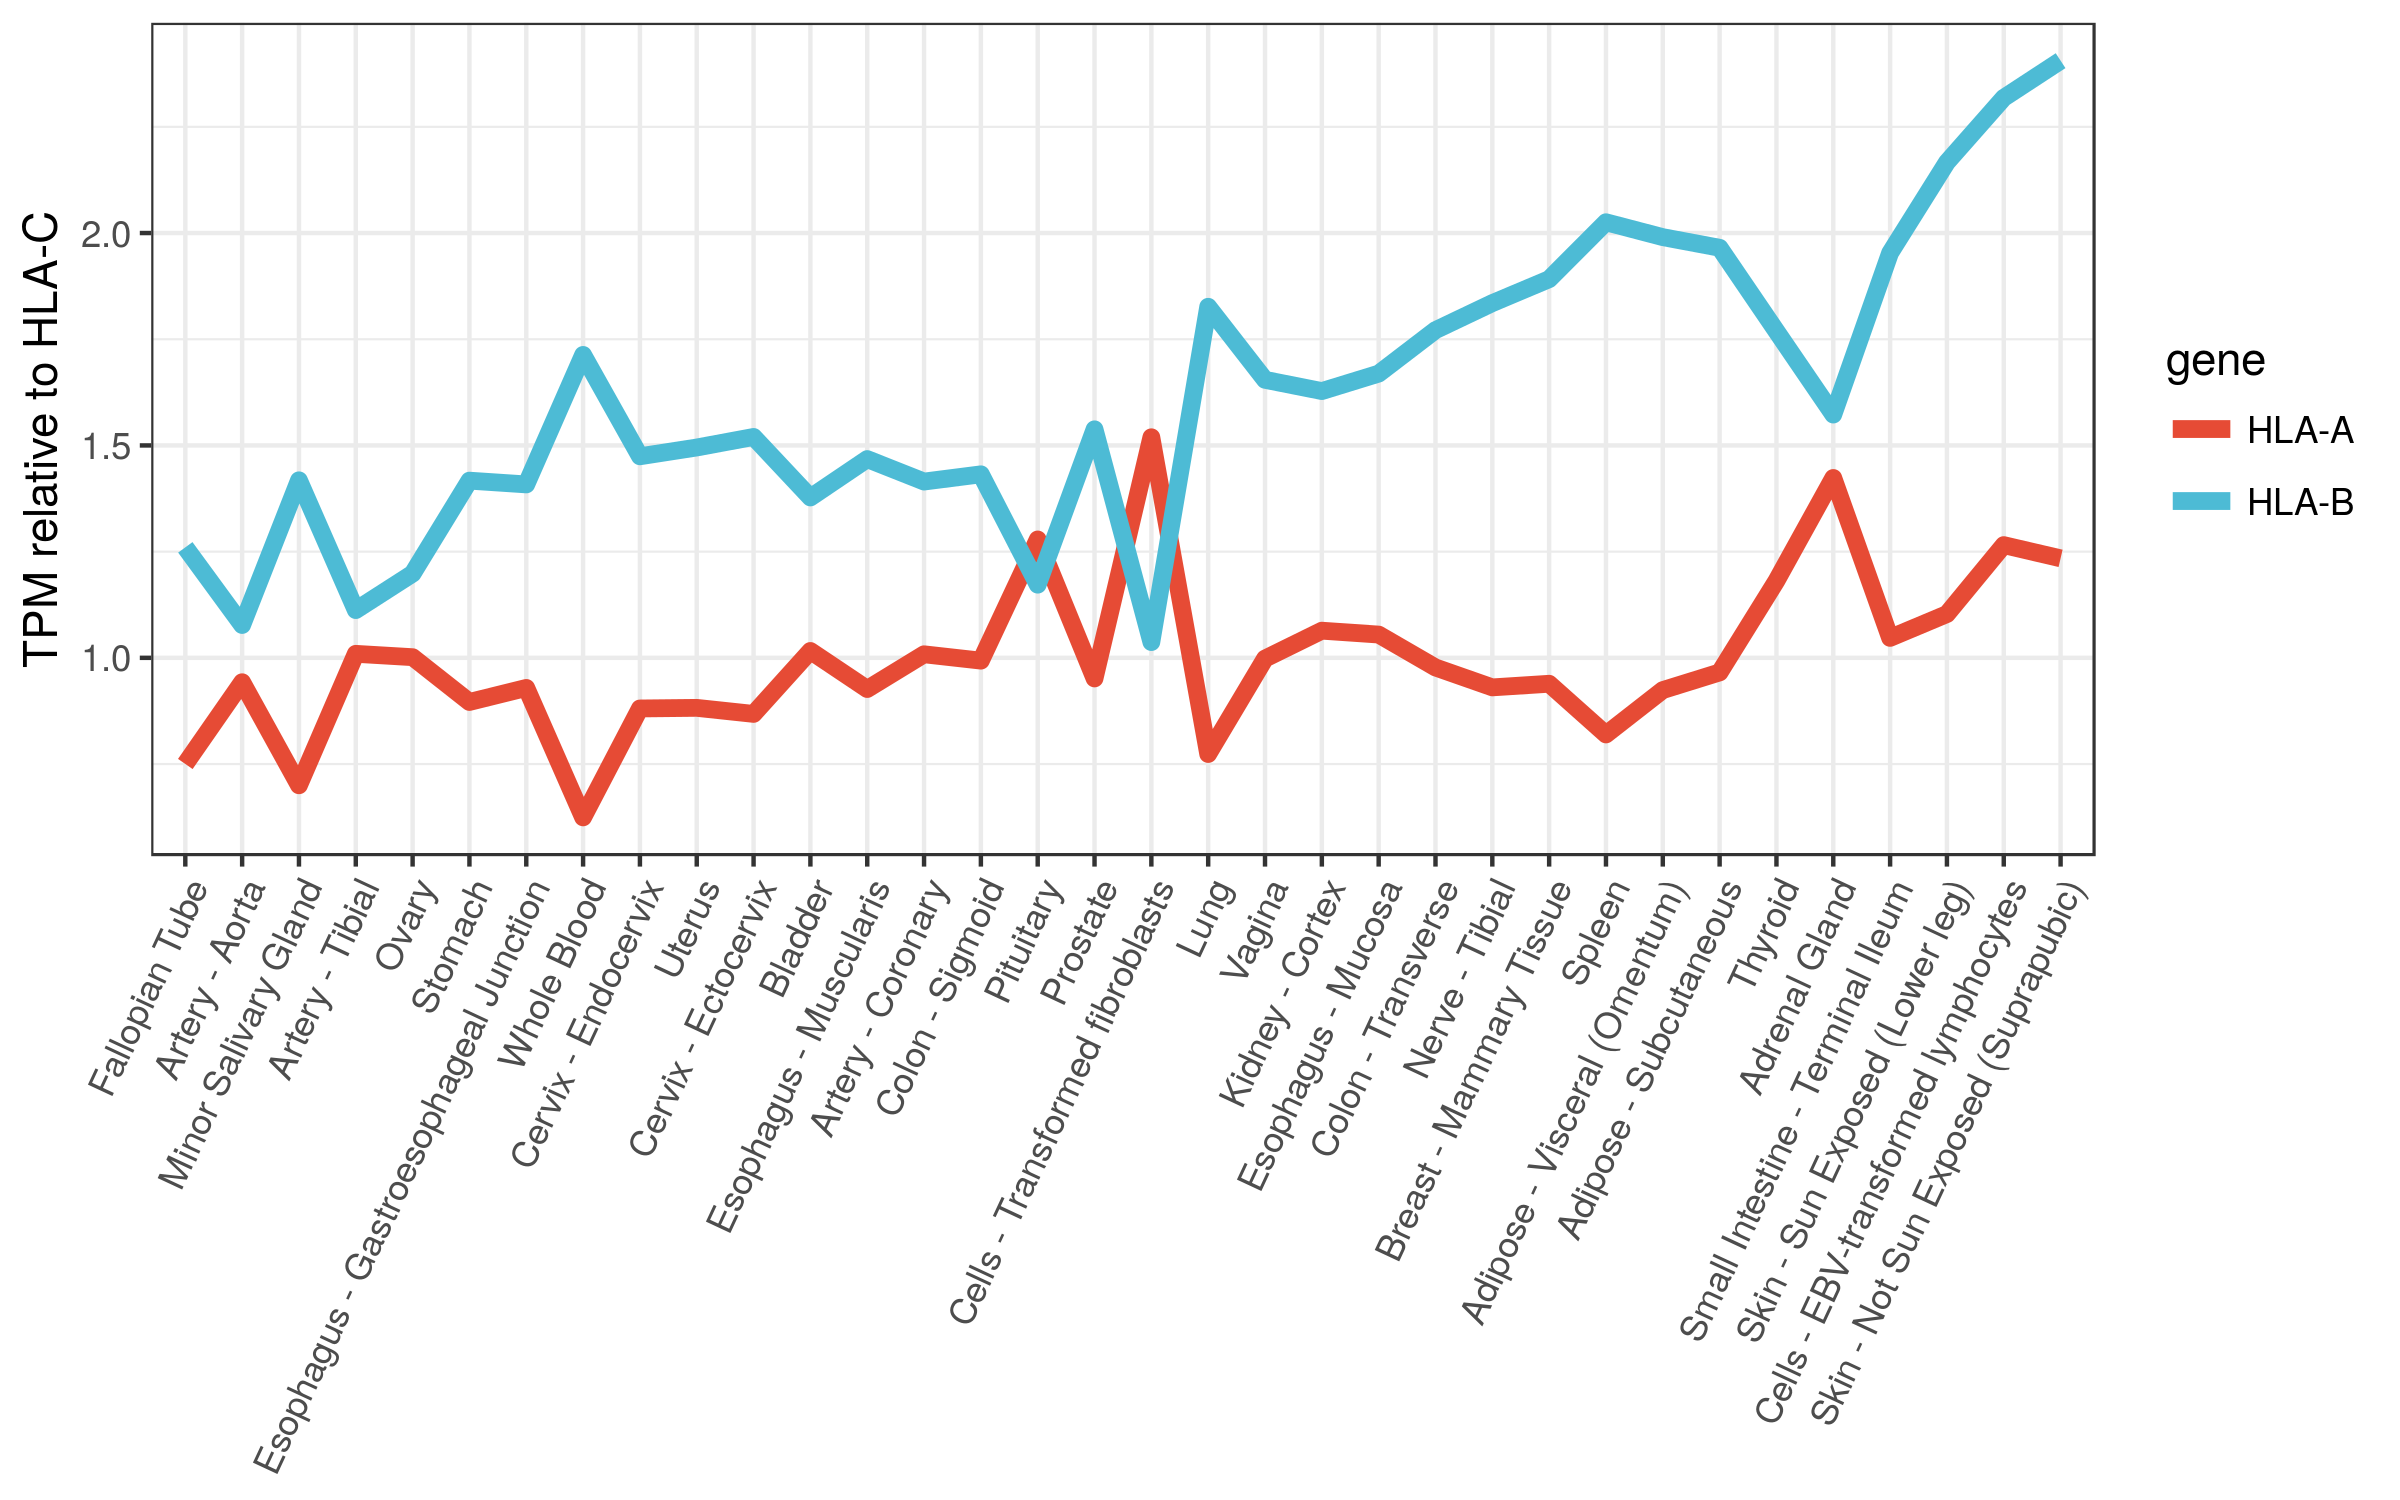 TPM relative to HLA-C
2.0
1.5
1.0
Fallopian Tube
Artery - Aorta
Minor Salivary Gland
Artery - Tibial
Ovary
Stomach
Esophagus - Gastroesophageal Junction
Whole Blood
Cervix - Endocervix
Uterus
Cervix - Ectocervix
Bladder
Esophagus - Muscularis
Artery - Coronary
Colon - Sigmoid
Pituitary
Prostate
Cells - Transformed fibroblasts
Lung
Vagina
Kidney - Cortex
Esophagus - Mucosa
Colon - Transverse
Nerve - Tibial
Breast - Mammary Tissue
Spleen
Adipose - Visceral (Omentum)
Adipose - Subcutaneous
Thyroid
Adrenal Gland
Small Intestine - Terminal Ileum
Skin - Sun Exposed (Lower leg)
Cells - EBV-transformed lymphocytes
Skin - Not Sun Exposed (Suprapubic)
gene
HLA-A
HLA-B